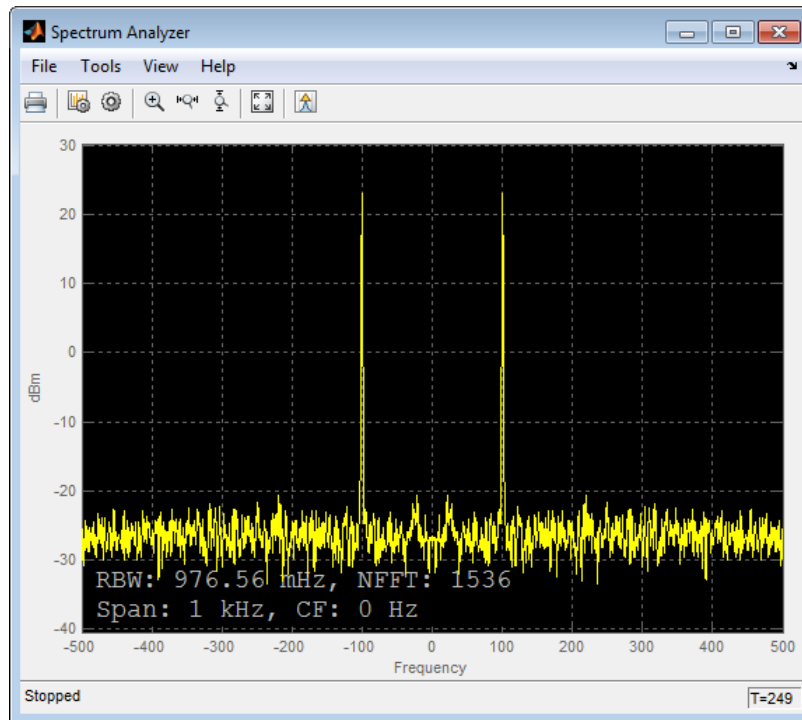 Spectrum Analyzer
File Tools View Help
30
20
10
0
-10
-20
-30
-40
dBm
RBW: 976.56 mHz, NFFT: 1536
Span: 1 kHz, CF: 0 Hz
-500 -400 -300 -200 -100 0 100 200 300 400 500
Frequency
Stopped T=249